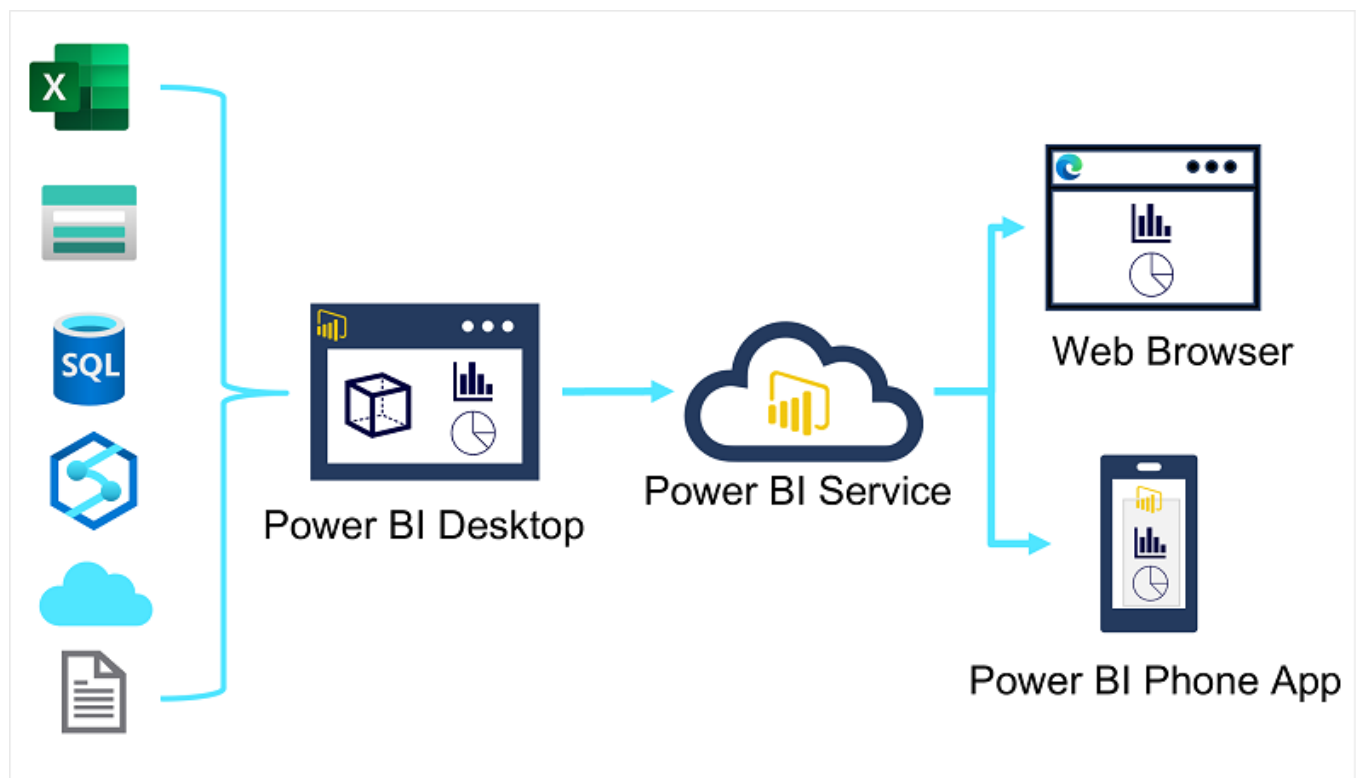 X
SQL
Power BI Desktop
Power BI Service
Web Browser
Power BI Phone App